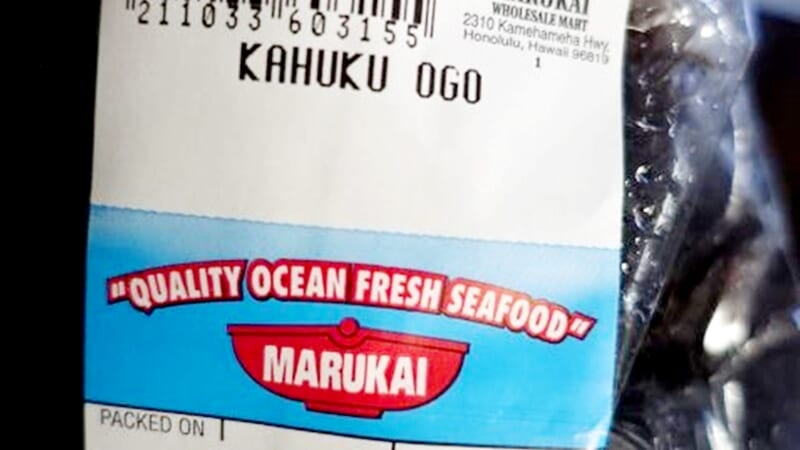 211033 603155
MARUKAI
WHOLESALE MART
2310 Kamehameha Hwy.
Honolulu, Hawaii 96819
1
KAHUKU OGO
"QUALITY OCEAN FRESH SEAFOOD"
MARUKAI
PACKED ON